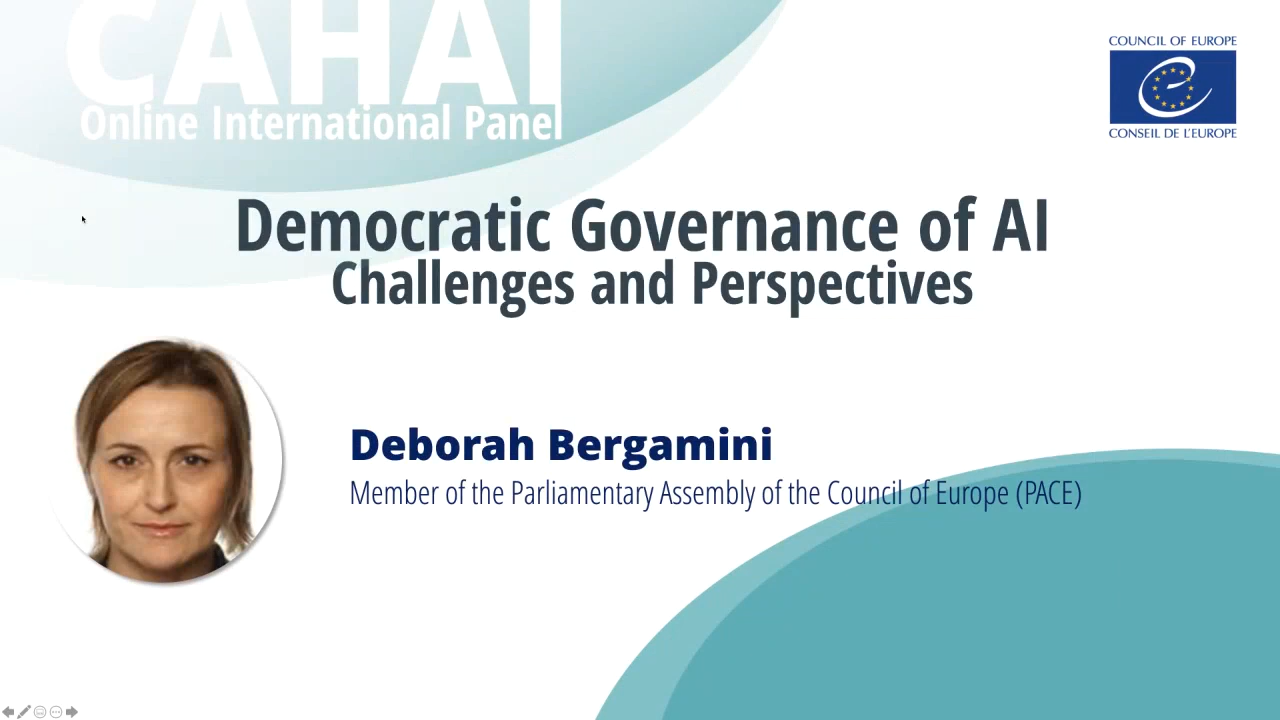 CAHAI
Online International Panel
COUNCIL OF EUROPE
CONSEIL DE L'EUROPE
Democratic Governance of AI
Challenges and Perspectives
Deborah Bergamini
Member of the Parliamentary Assembly of the Council of Europe (PACE)